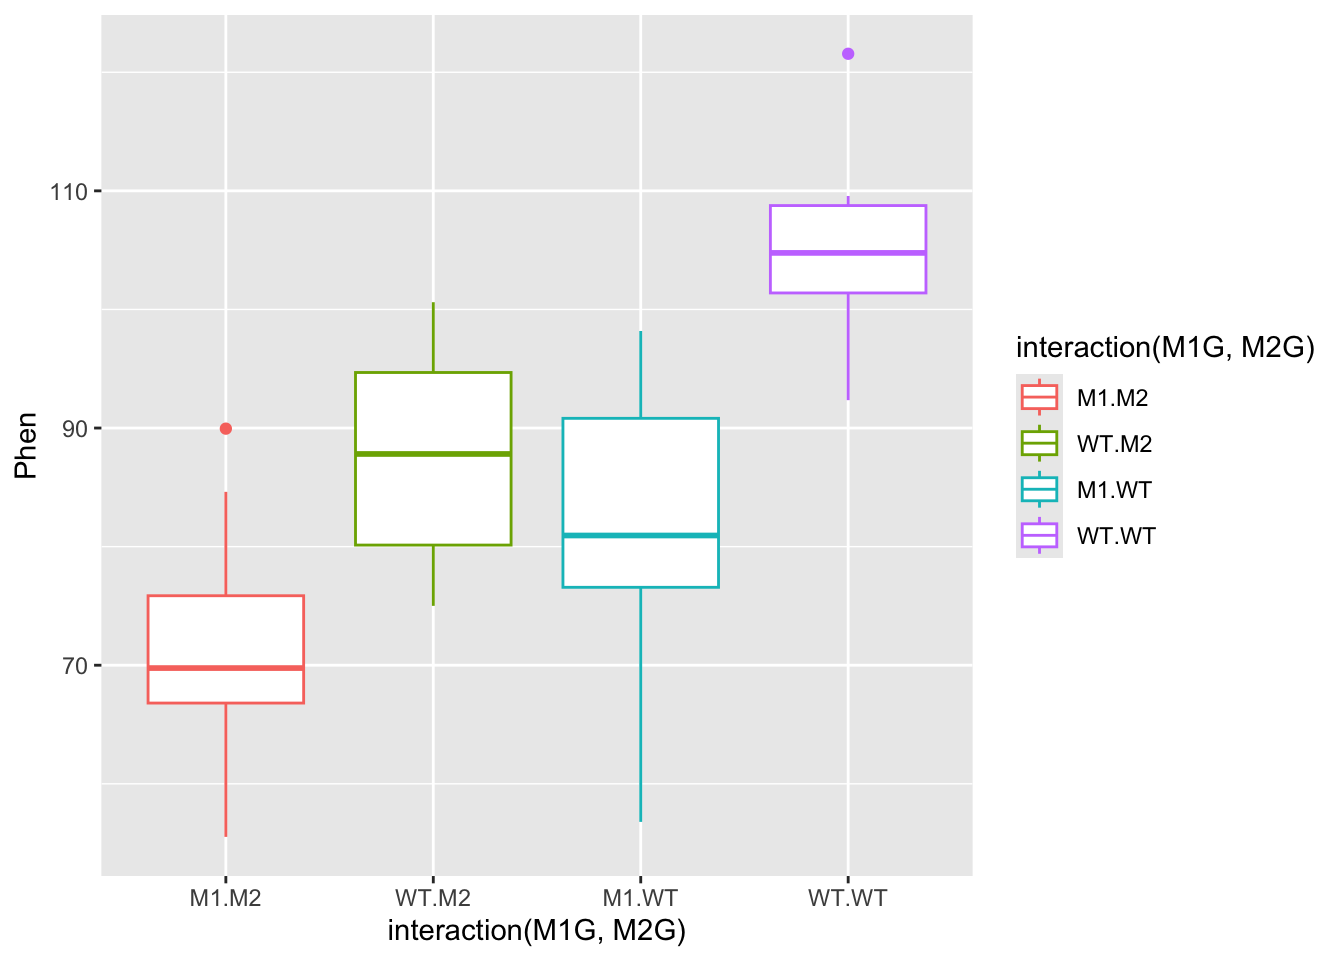 110
90
70
Phen
M1.M2
WT.M2
M1.WT
WT.WT
interaction(M1G, M2G)
interaction(M1G, M2G)
M1.M2
WT.M2
M1.WT
WT.WT